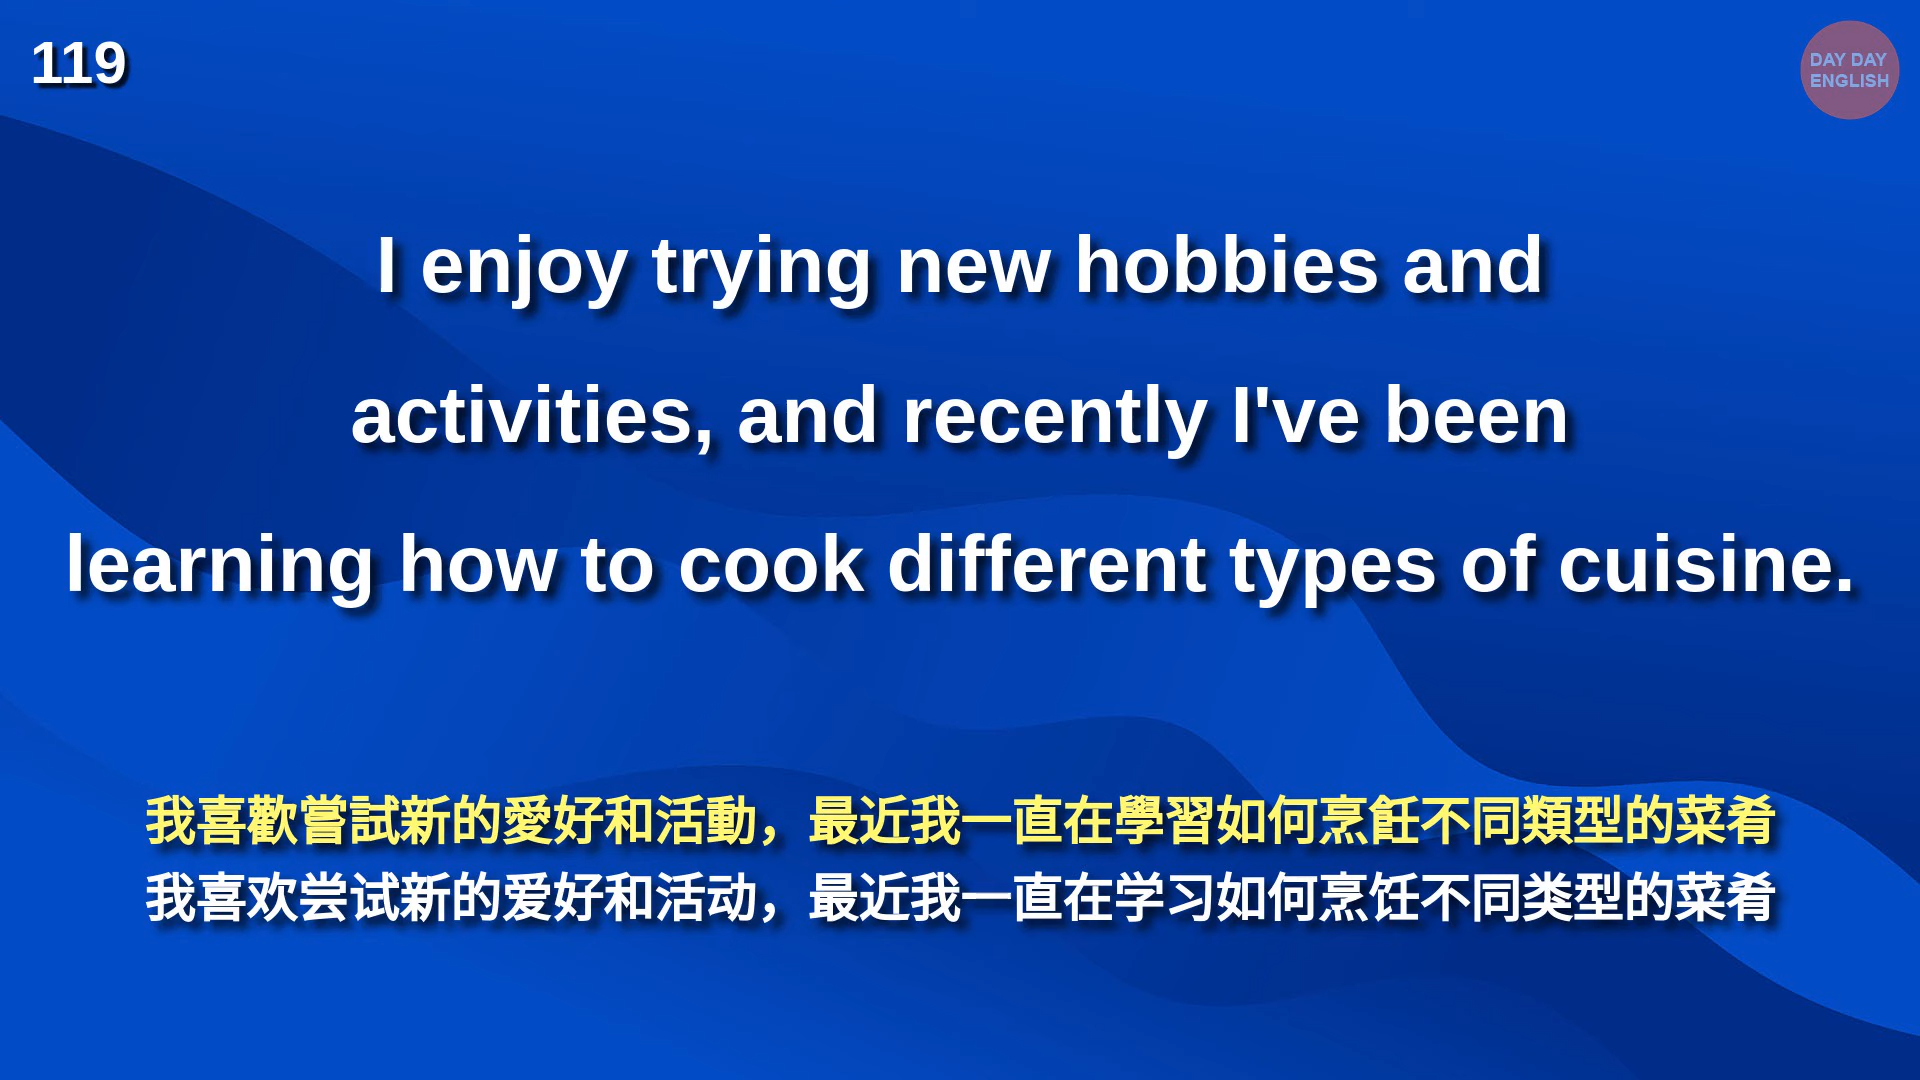 119
DAY DAY
ENGLISH
I enjoy trying new hobbies and
activities, and recently I've been
learning how to cook different types of cuisine.
我喜歡嘗試新的愛好和活動，最近我一直在學習如何烹飪不同類型的菜肴
我喜欢尝试新的爱好和活动，最近我一直在学习如何烹饪不同类型的菜肴